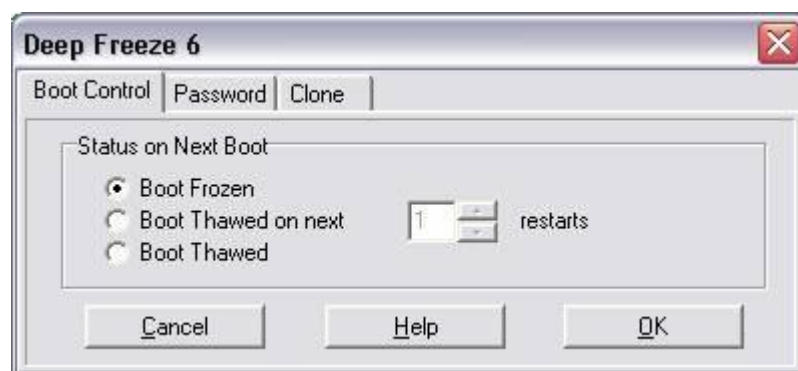 Deep Freeze 6
Boot Control Password Clone
Status on Next Boot
Boot Frozen
Boot Thawed on next 1 restarts
Boot Thawed
Cancel Help OK